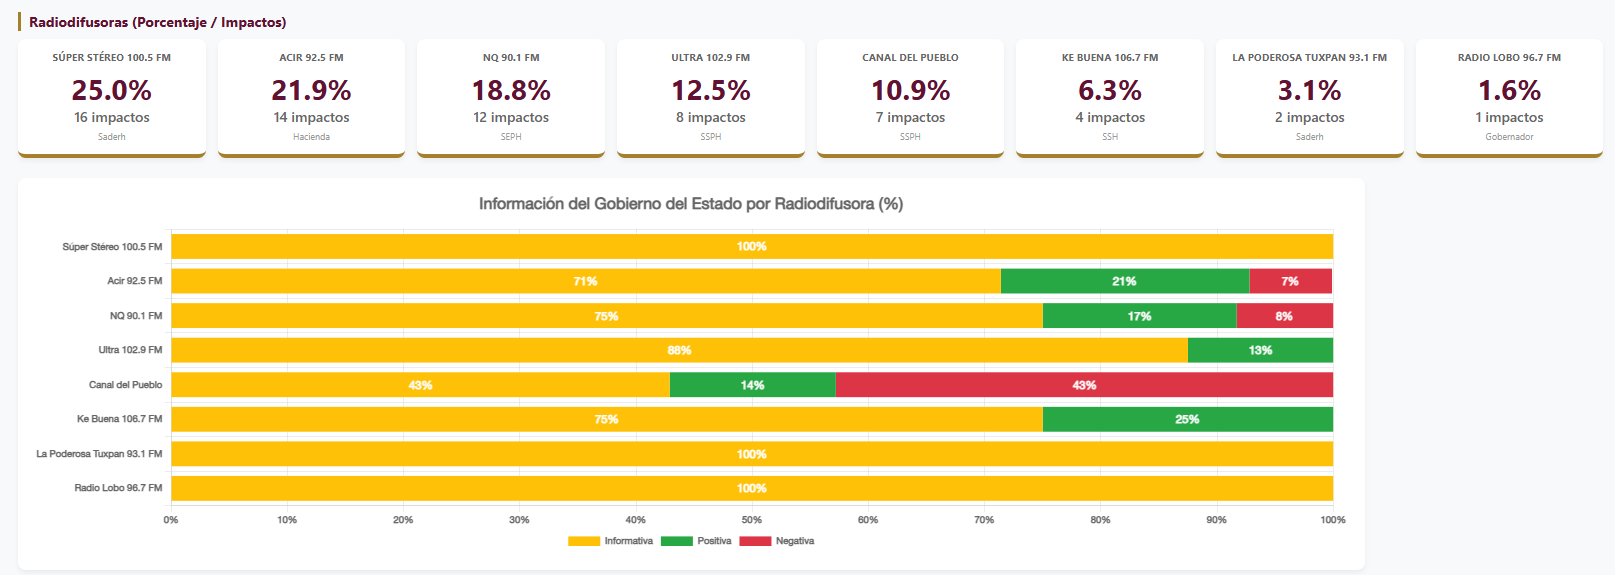 Radiodifusoras (Porcentaje / Impactos)
SÚPER STÉREO 100.5 FM
25.0%
16 impactos
Saderh
ACIR 92.5 FM
21.9%
14 impactos
Hacienda
NQ 90.1 FM
18.8%
12 impactos
SEPH
ULTRA 102.9 FM
12.5%
8 impactos
SSPH
CANAL DEL PUEBLO
10.9%
7 impactos
SSPH
KE BUENA 106.7 FM
6.3%
4 impactos
SSH
LA PODEROSA TUXPAN 93.1 FM
3.1%
2 impactos
Saderh
RADIO LOBO 96.7 FM
1.6%
1 impactos
Gobernador
Información del Gobierno del Estado por Radiodifusora (%)
Súper Stéreo 100.5 FM 100%
Acir 92.5 FM 71% 21% 7%
NQ 90.1 FM 75% 17% 8%
Ultra 102.9 FM 88% 13%
Canal del Pueblo 43% 14% 43%
Ke Buena 106.7 FM 75% 25%
La Poderosa Tuxpan 93.1 FM 100%
Radio Lobo 96.7 FM 100%
0% 10% 20% 30% 40% 50% 60% 70% 80% 90% 100%
Informativa Positiva Negativa